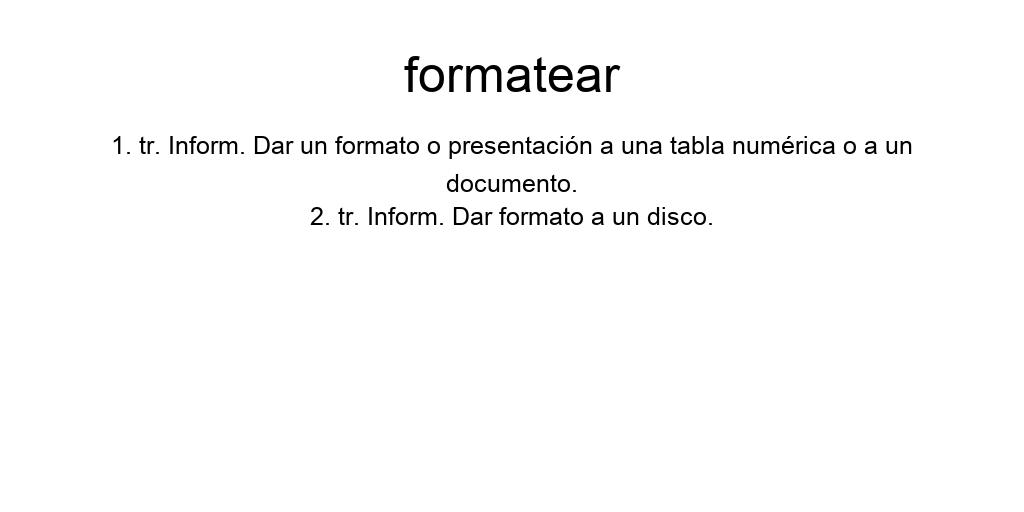 formatear
1. tr. Inform. Dar un formato o presentación a una tabla numérica o a un
documento.
2. tr. Inform. Dar formato a un disco.